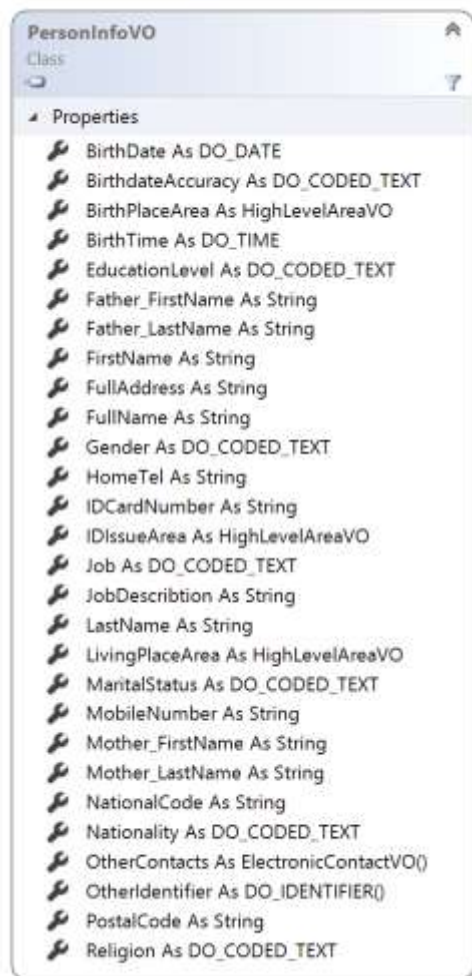 PersonInfoVO
Class
Properties
BirthDate As DO_DATE
BirthdateAccuracy As DO_CODED_TEXT
BirthPlaceArea As HighLevelAreaVO
BirthTime As DO_TIME
EducationLevel As DO_CODED_TEXT
Father_FirstName As String
Father_LastName As String
FirstName As String
FullAddress As String
FullName As String
Gender As DO_CODED_TEXT
HomeTel As String
IDCardNumber As String
IDIssueArea As HighLevelAreaVO
Job As DO_CODED_TEXT
JobDescribtion As String
LastName As String
LivingPlaceArea As HighLevelAreaVO
MaritalStatus As DO_CODED_TEXT
MobileNumber As String
Mother_FirstName As String
Mother_LastName As String
NationalCode As String
Nationality As DO_CODED_TEXT
OtherContacts As ElectronicContactVO()
OtherIdentifier As DO_IDENTIFIER()
PostalCode As String
Religion As DO_CODED_TEXT